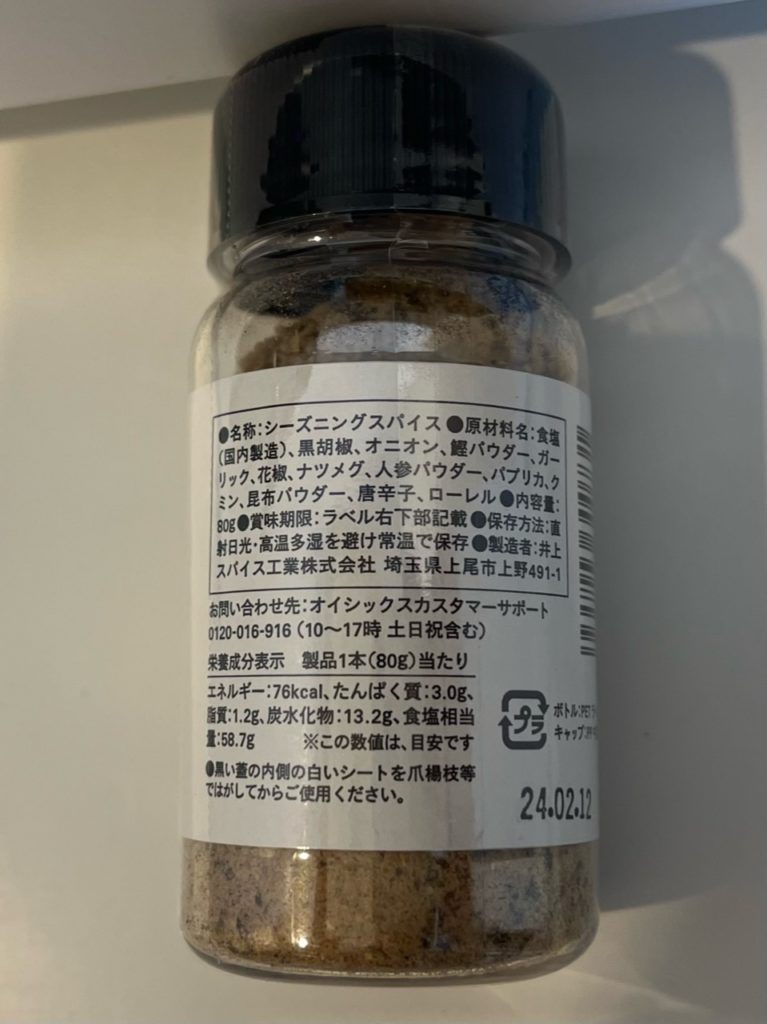 ●名称:シーズニングスパイス●原材料名:食塩
(国内製造)、黒胡椒、オニオン、鰹パウダー、ガー
リック、花椒、ナツメグ、人参パウダー、パプリカ、ク
ミン、昆布パウダー、唐辛子、ローレル●内容量:
80g●賞味期限:ラベル右下部記載●保存方法:直
射日光・高温多湿を避け常温で保存●製造者:井上
スパイス工業株式会社 埼玉県上尾市上野491-1
お問い合わせ先:オイシックスカスタマーサポート
0120-016-916 (10〜17時 土日祝含む)
栄養成分表示 製品1本(80g)当たり
エネルギー:76kcal、たんぱく質:3.0g、
脂質:1.2g、炭水化物:13.2g、食塩相当
量:58.7g ※この数値は、目安です
●黒い蓋の内側の白いシートを爪楊枝等
ではがしてからご使用ください。
プラ
ボトル:PET
キャップ:PP
24.02.12